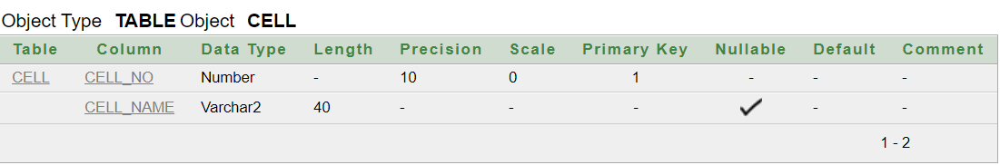 Object Type TABLE Object CELL
Table Column Data Type Length Precision Scale Primary Key Nullable Default Comment
CELL CELL_NO Number - 10 0 1 - - -
CELL_NAME Varchar2 40 - - - ✓ - -
1 - 2